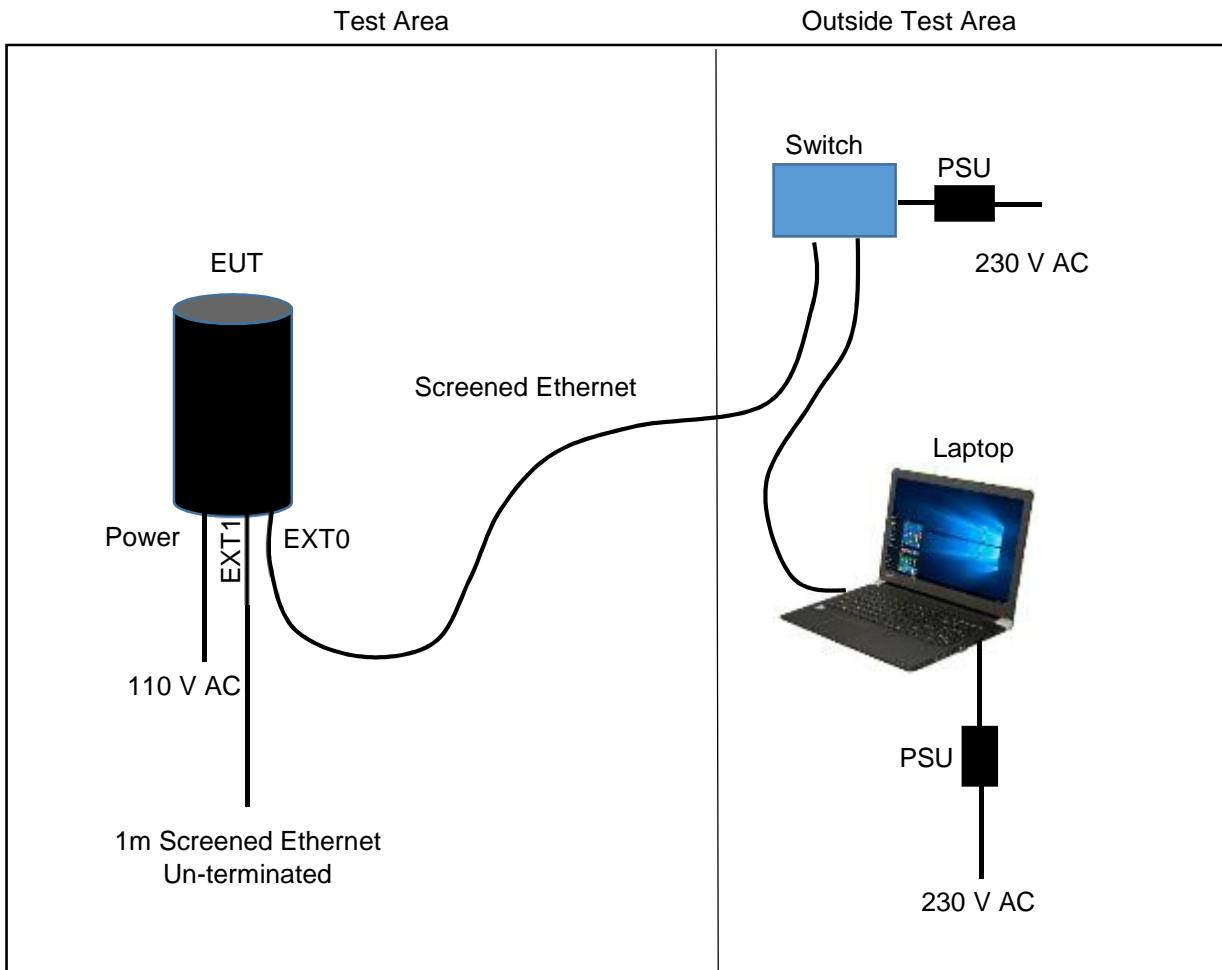 Test Area
Outside Test Area
Switch
PSU
230 V AC
EUT
Screened Ethernet
Laptop
Power
EXT1
EXT0
110 V AC
PSU
1m Screened Ethernet
Un-terminated
230 V AC